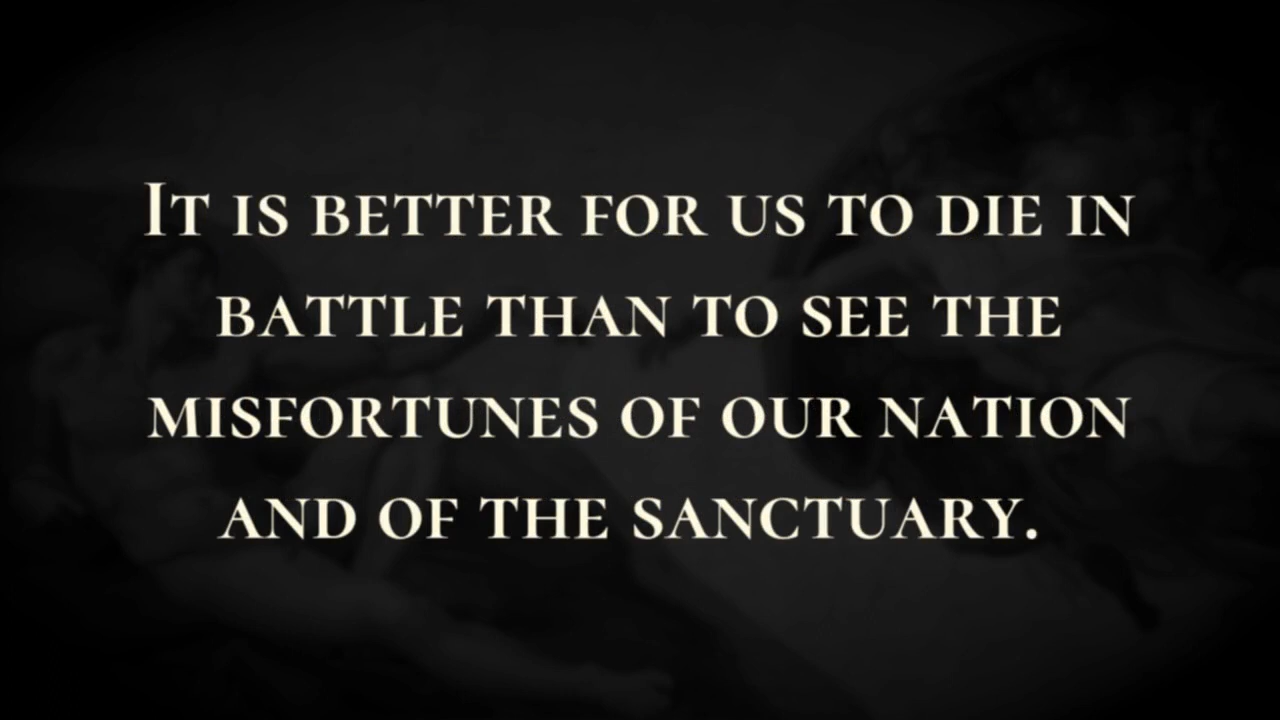 It is better for us to die in
battle than to see the
misfortunes of our nation
and of the sanctuary.